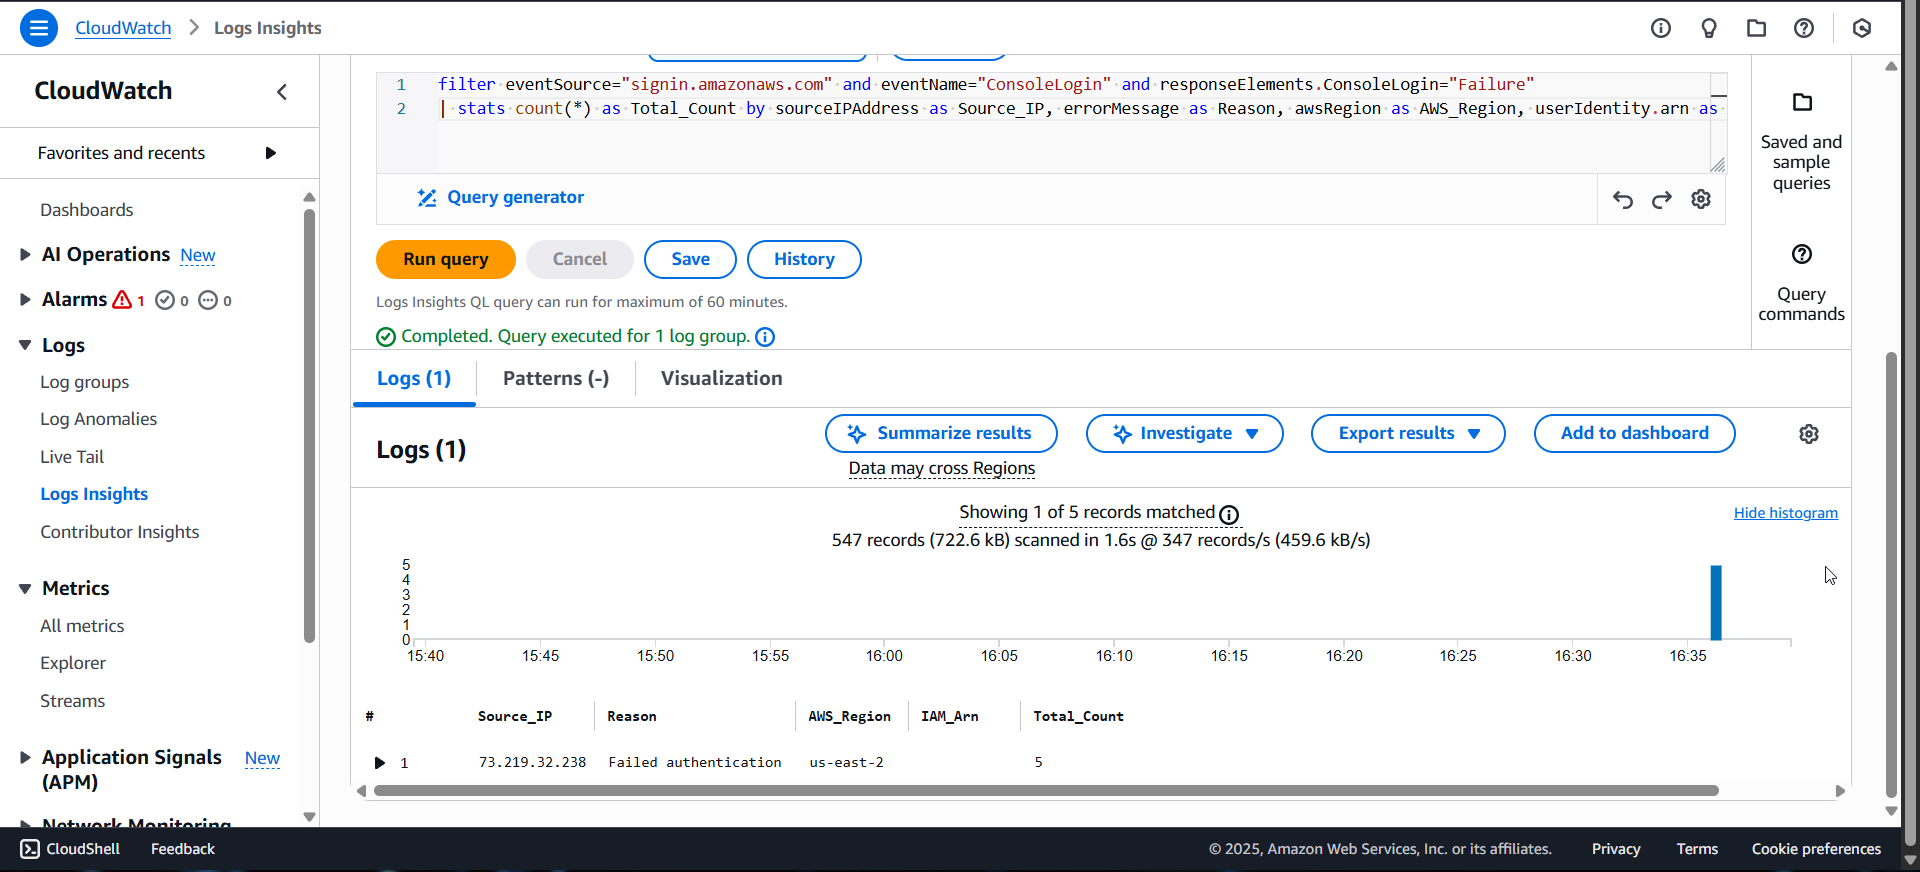 CloudWatch > Logs Insights
CloudWatch
Favorites and recents
Dashboards
AI Operations New
Alarms 1 0 0
Logs
Log groups
Log Anomalies
Live Tail
Logs Insights
Contributor Insights
Metrics
All metrics
Explorer
Streams
Application Signals New
(APM)
Network Monitoring
1 filter eventSource="signin.amazonaws.com" and eventName="ConsoleLogin" and responseElements.ConsoleLogin="Failure"
2 | stats count(*) as Total_Count by sourceIPAddress as Source_IP, errorMessage as Reason, awsRegion as AWS_Region, userIdentity.arn as
Query generator
Saved and
sample
queries
Query
commands
Run query Cancel Save History
Logs Insights QL query can run for maximum of 60 minutes.
Completed. Query executed for 1 log group.
Logs (1) Patterns (-) Visualization
Logs (1)
Summarize results Investigate Export results Add to dashboard
Data may cross Regions
Showing 1 of 5 records matched
Hide histogram
547 records (722.6 kB) scanned in 1.6s @ 347 records/s (459.6 kB/s)
5
4
3
2
1
0
15:40 15:45 15:50 15:55 16:00 16:05 16:10 16:15 16:20 16:25 16:30 16:35
# Source_IP Reason AWS_Region IAM_Arn Total_Count
1 73.219.32.238 Failed authentication us-east-2 5
CloudShell Feedback © 2025, Amazon Web Services, Inc. or its affiliates. Privacy Terms Cookie preferences